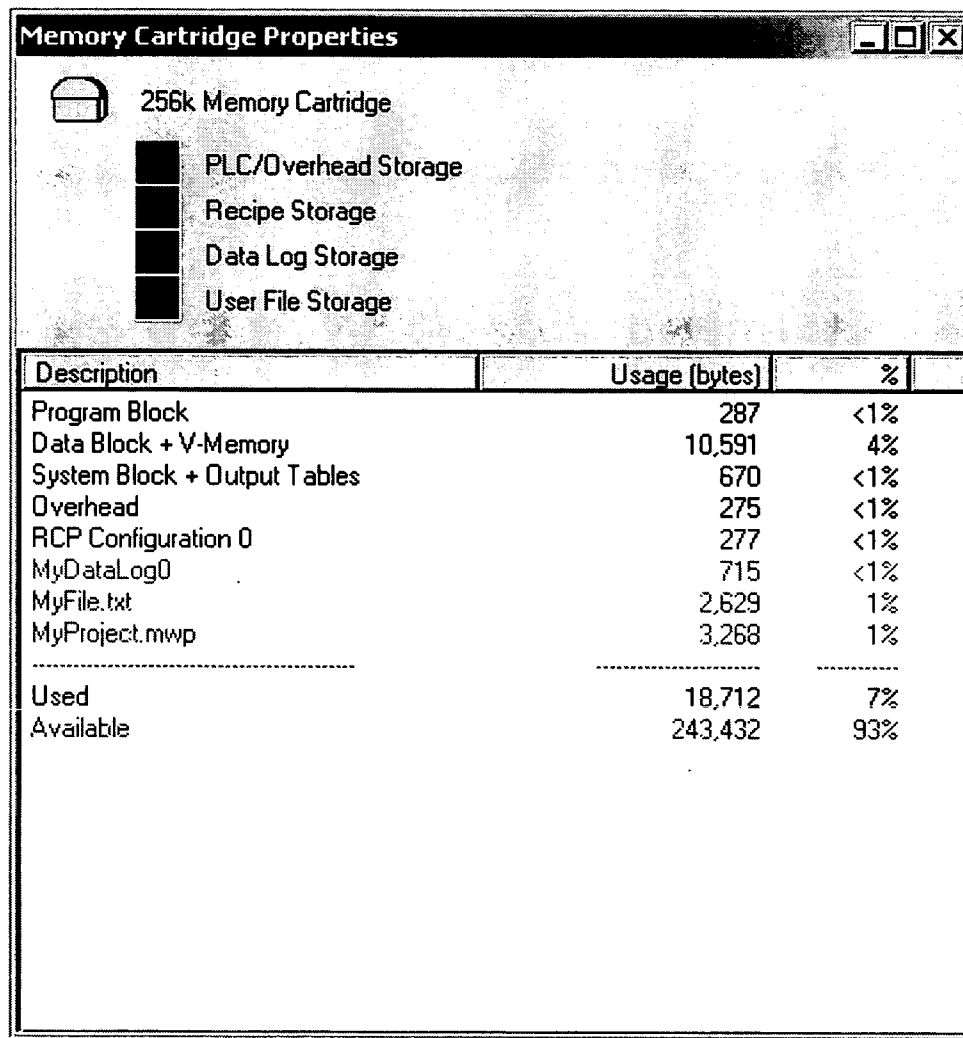 Memory Cartridge Properties
256k Memory Cartridge
PLC/Overhead Storage
Recipe Storage
Data Log Storage
User File Storage
Description Usage (bytes) %
Program Block 287 <1%
Data Block + V-Memory 10,591 4%
System Block + Output Tables 670 <1%
Overhead 275 <1%
RCP Configuration 0 277 <1%
MyDataLog0 715 <1%
MyFile.txt 2,629 1%
MyProject.mwp 3,268 1%
Used 18,712 7%
Available 243,432 93%